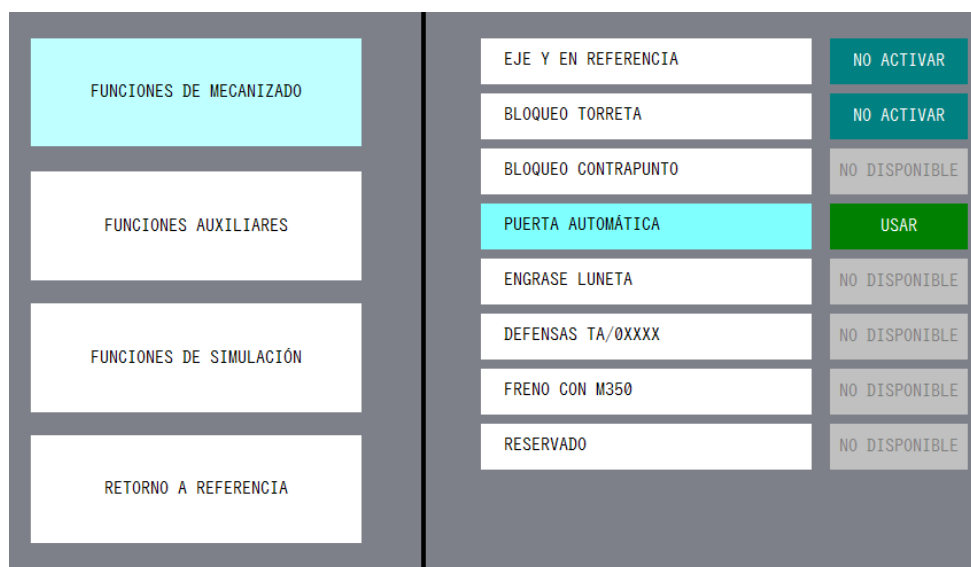 FUNCIONES DE MECANIZADO
FUNCIONES AUXILIARES
FUNCIONES DE SIMULACIÓN
RETORNO A REFERENCIA
EJE Y EN REFERENCIA NO ACTIVAR
BLOQUEO TORRETA NO ACTIVAR
BLOQUEO CONTRAPUNTO NO DISPONIBLE
PUERTA AUTOMÁTICA USAR
ENGRASE LUNETA NO DISPONIBLE
DEFENSAS TA/0XXXX NO DISPONIBLE
FRENO CON M350 NO DISPONIBLE
RESERVADO NO DISPONIBLE